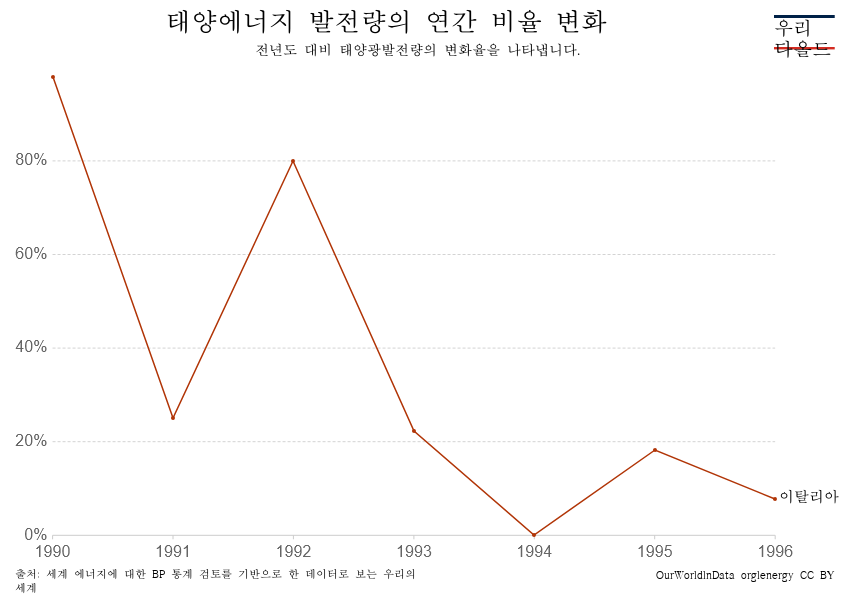 태양에너지 발전량의 연간 비율 변화
전년도 대비 태양광발전량의 변화율을 나타냅니다.
우리
다올드
80%
60%
40%
20%
0%
1990 1991 1992 1993 1994 1995 1996
이탈리아
출처: 세계 에너지에 대한 BP 통계 검토를 기반으로 한 데이터로 보는 우리의
세계
OurWorldinData orglenergy CC BY